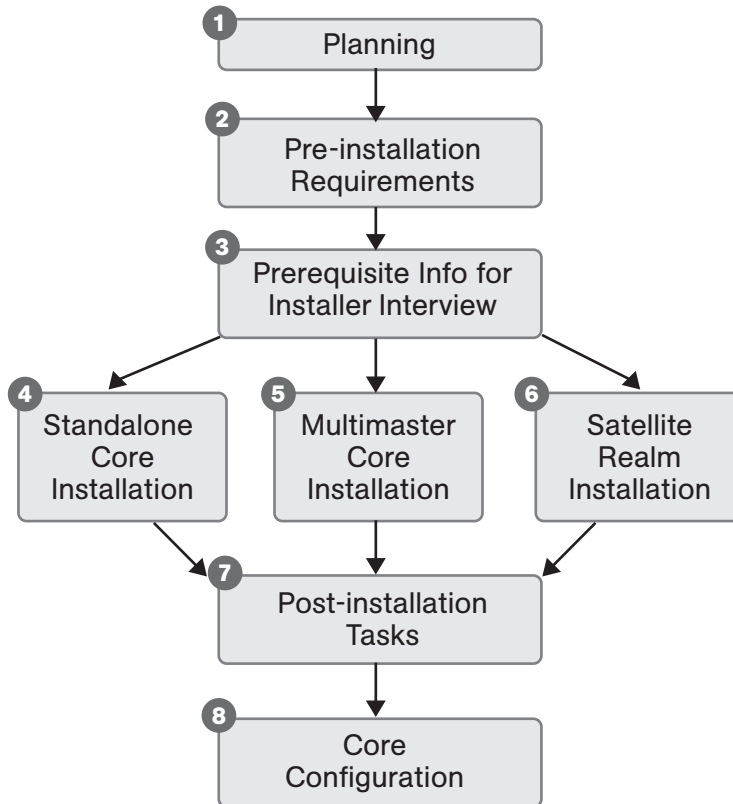 1
Planning
2
Pre-installation
Requirements
3
Prerequisite Info for
Installer Interview
4
Standalone
Core
Installation
5
Multimaster
Core
Installation
6
Satellite
Realm
Installation
7
Post-installation
Tasks
8
Core
Configuration